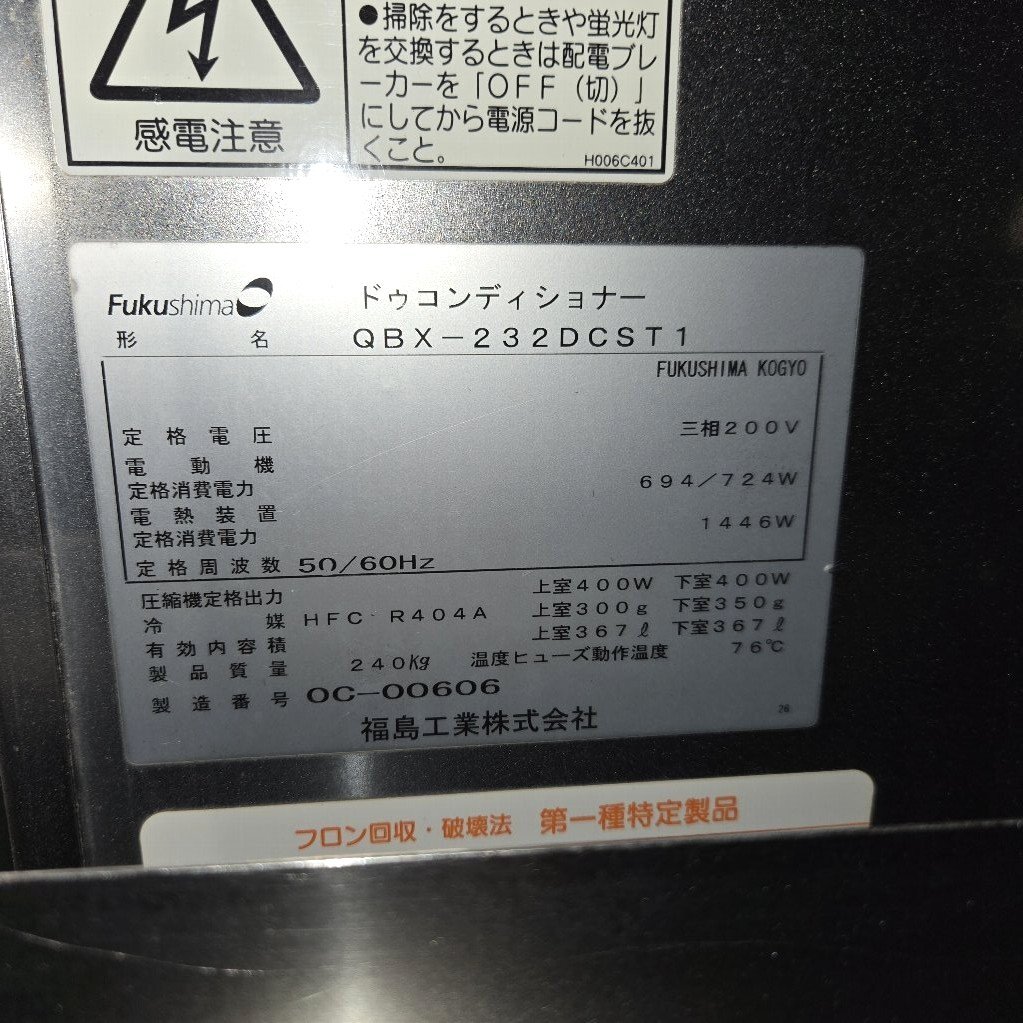 ●掃除をするときや蛍光灯
を交換するときは配電ブレ
ーカーを「OFF（切）」
にしてから電源コードを抜
くこと。
H006C401
感電注意
Fukushima
ドゥコンディショナー
形名 QBX-232DCST1
FUKUSHIMA KOGYO
定格電圧 三相200V
電動機
定格消費電力 694/724W
電熱装置
定格消費電力 1446W
定格周波数 50/60Hz
圧縮機定格出力 上室400W 下室400W
冷媒 HFC R404A 上室300g 下室350g
有効内容積 上室367ℓ 下室367ℓ
製品質量 240kg 温度ヒューズ動作温度 76℃
製造番号 OC-00606
福島工業株式会社
26
フロン回収・破壊法 第一種特定製品